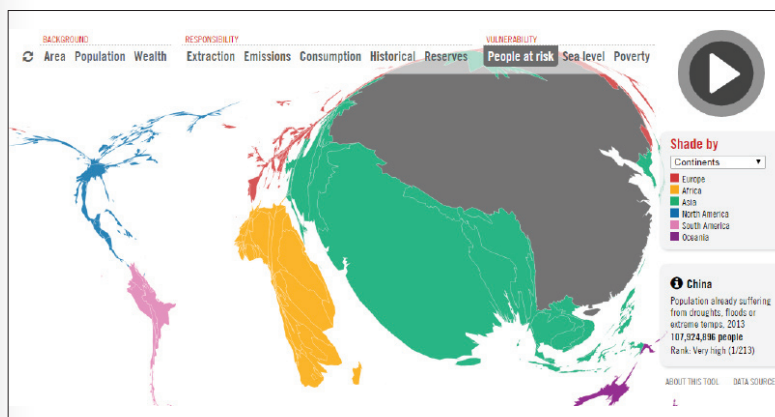 BACKGROUND
RESPONSIBILITY
VULNERABILITY
Area Population Wealth
Extraction Emissions Consumption Historical Reserves
People at risk Sea level Poverty
Shade by
Continents
Europe
Africa
Asia
North America
South America
Oceania
China
Population already suffering
from droughts, floods or
extreme temps, 2013
107,924,896 people
Rank: Very high (1/213)
ABOUT THIS TOOL DATA SOURCE